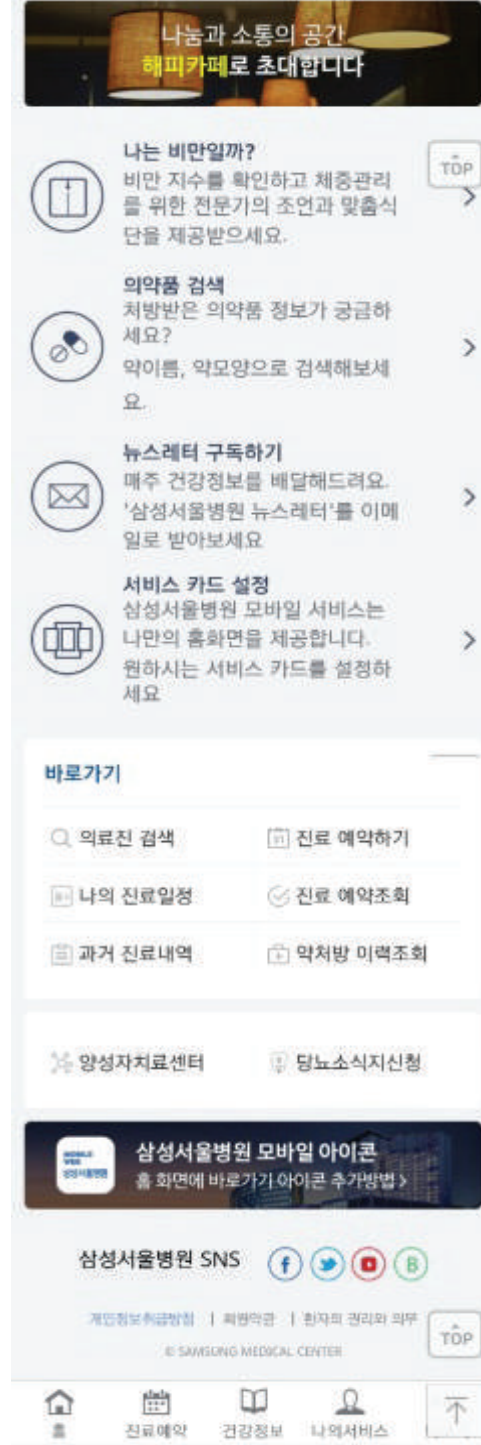 나눔과 소통의 공간
해피카페로 초대합니다
나는 비만일까?
비만 지수를 확인하고 체중관리
를 위한 전문가의 조언과 맞춤식
단을 제공받으세요.
TOP
의약품 검색
처방받은 의약품 정보가 궁금하
세요?
약이름, 약모양으로 검색해보세
요.
뉴스레터 구독하기
매주 건강정보를 배달해드려요.
'삼성서울병원 뉴스레터'를 이메
일로 받아보세요
서비스 카드 설정
삼성서울병원 모바일 서비스는
나만의 홈화면을 제공합니다.
원하시는 서비스 카드를 설정하
세요
바로가기
의료진 검색
진료 예약하기
나의 진료일정
진료 예약조회
과거 진료내역
약처방 이력조회
양성자치료센터
당뇨소식지신청
MOBILE
WEB
삼성서울병원
삼성서울병원 모바일 아이콘
홈 화면에 바로가기 아이콘 추가방법 >
삼성서울병원 SNS
f
B
개인정보취급방침 | 회원약관 | 환자의 권리와 의무
© SAMSUNG MEDICAL CENTER
TOP
홈
진료예약
건강정보
나의서비스